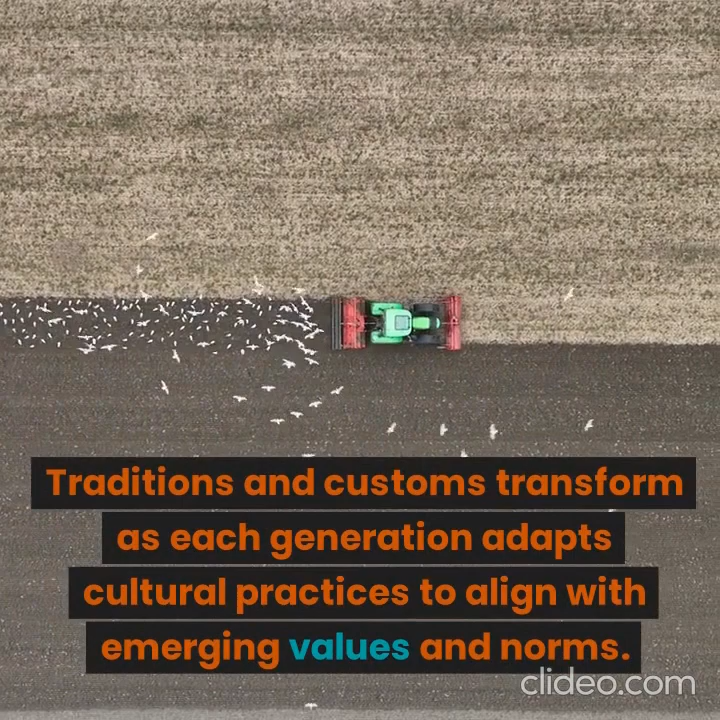 Traditions and customs transform
as each generation adapts
cultural practices to align with
emerging values and norms.
clideo.com